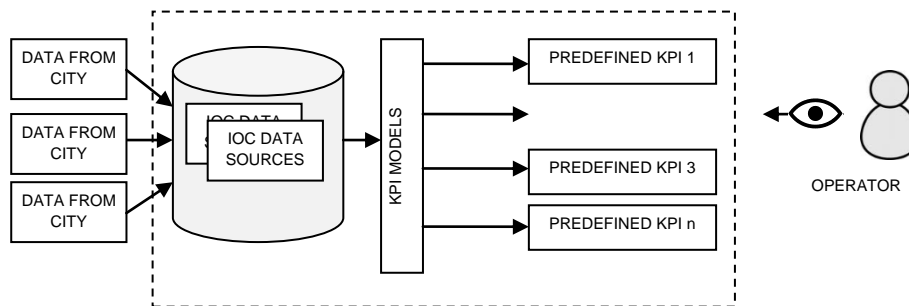 DATA FROM
CITY
DATA FROM
CITY
DATA FROM
CITY
IOC DATA
IOC DATA
SOURCES
KPI MODELS
PREDEFINED KPI 1
PREDEFINED KPI 3
PREDEFINED KPI n
OPERATOR